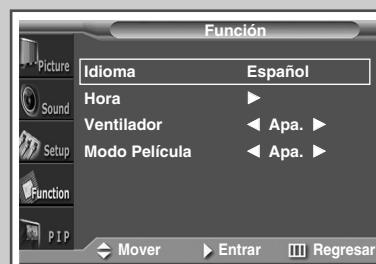 Función
Picture
Sound
Setup
Function
PIP
Idioma Español
Hora ▶
Ventilador ◀ Apa. ▶
Modo Película ◀ Apa. ▶
Mover Entrar Regresar